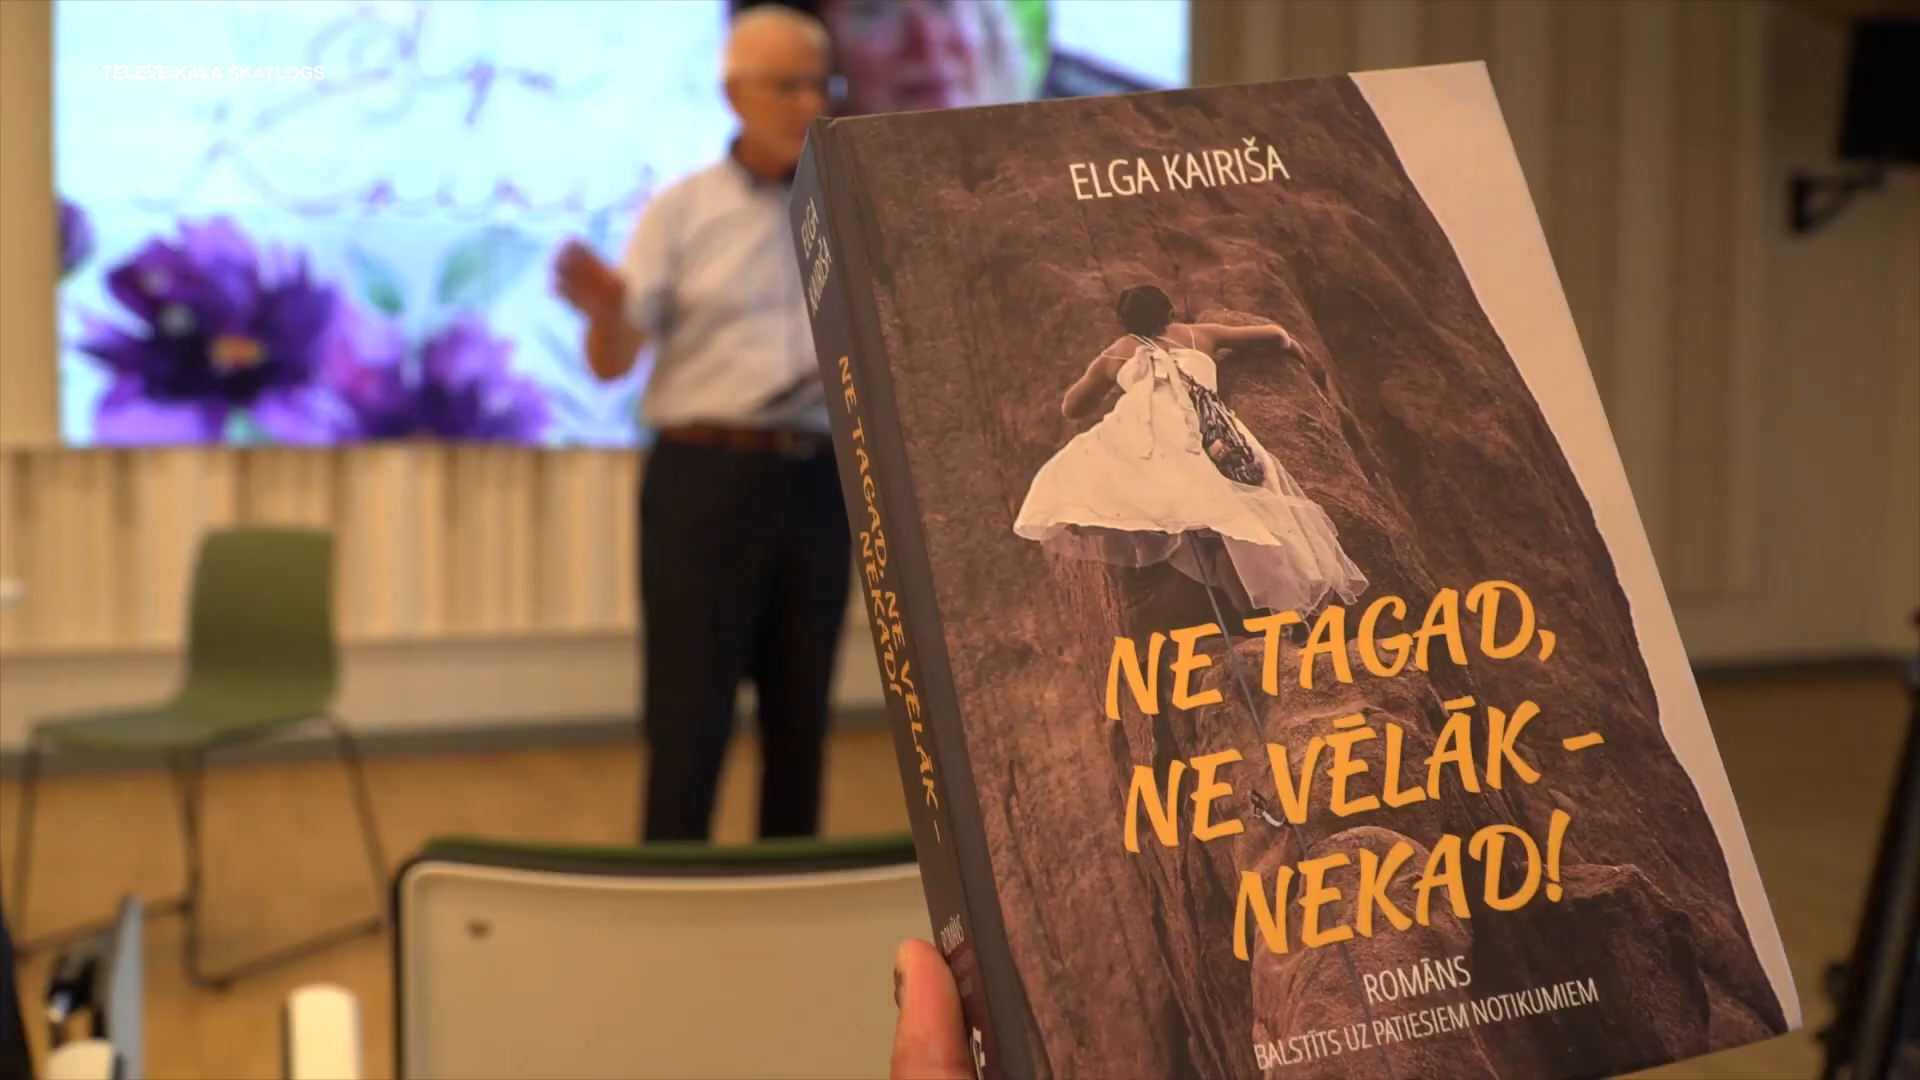 TELEVEIKALA SKATLOGS
ELGA KAIRIŠA
NE TAGAD,
NE VĒLĀK –
NEKAD!
ROMĀNS
BALSTĪTS UZ PATIESIEM NOTIKUMIEM
ELGA
KAIRIŠA
NE TAGAD, NE VĒLĀK –
NEKAD!
ROMĀNS